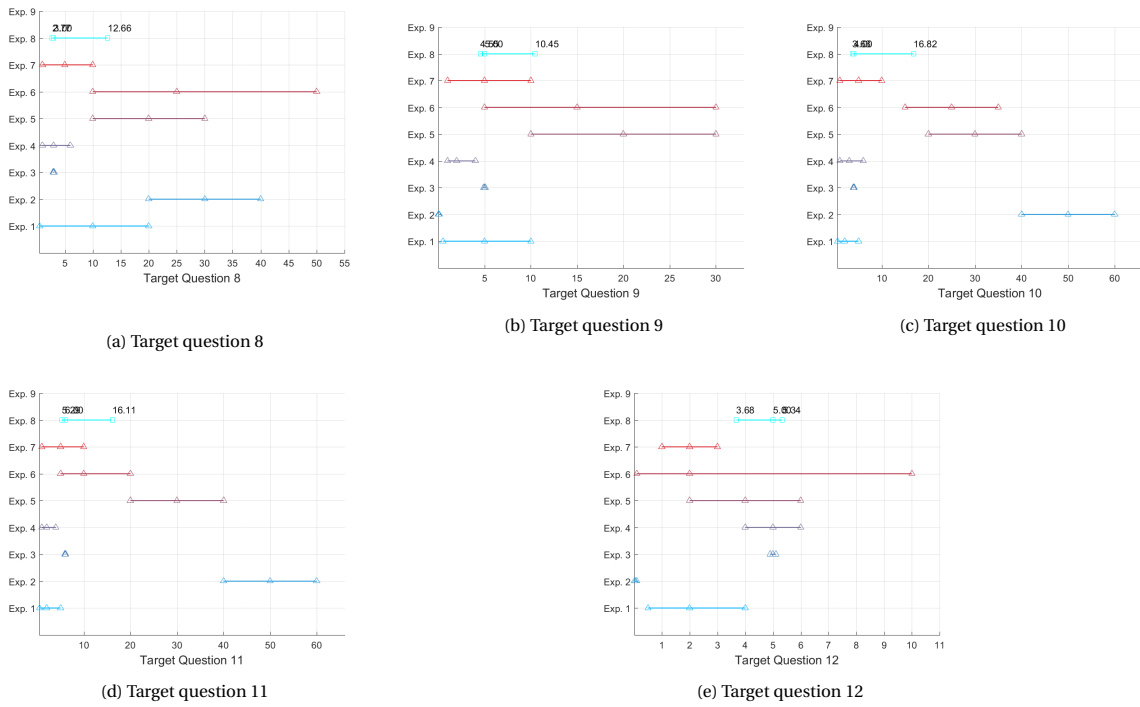 Exp. 9
Exp. 8
Exp. 7
Exp. 6
Exp. 5
Exp. 4
Exp. 3
Exp. 2
Exp. 1
12.66
5 10 15 20 25 30 35 40 45 50 55
Target Question 8
(a) Target question 8
Exp. 9
Exp. 8
Exp. 7
Exp. 6
Exp. 5
Exp. 4
Exp. 3
Exp. 2
Exp. 1
10.45
5 10 15 20 25 30
Target Question 9
(b) Target question 9
Exp. 9
Exp. 8
Exp. 7
Exp. 6
Exp. 5
Exp. 4
Exp. 3
Exp. 2
Exp. 1
16.82
10 20 30 40 50 60
Target Question 10
(c) Target question 10
Exp. 9
Exp. 8
Exp. 7
Exp. 6
Exp. 5
Exp. 4
Exp. 3
Exp. 2
Exp. 1
16.11
10 20 30 40 50 60
Target Question 11
(d) Target question 11
Exp. 9
Exp. 8
Exp. 7
Exp. 6
Exp. 5
Exp. 4
Exp. 3
Exp. 2
Exp. 1
3.68 5.00 5.34
1 2 3 4 5 6 7 8 9 10 11
Target Question 12
(e) Target question 12